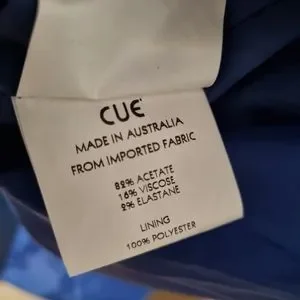 CUE
MADE IN AUSTRALIA
FROM IMPORTED FABRIC
82% ACETATE
16% VISCOSE
2% ELASTANE
LINING
100% POLYESTER